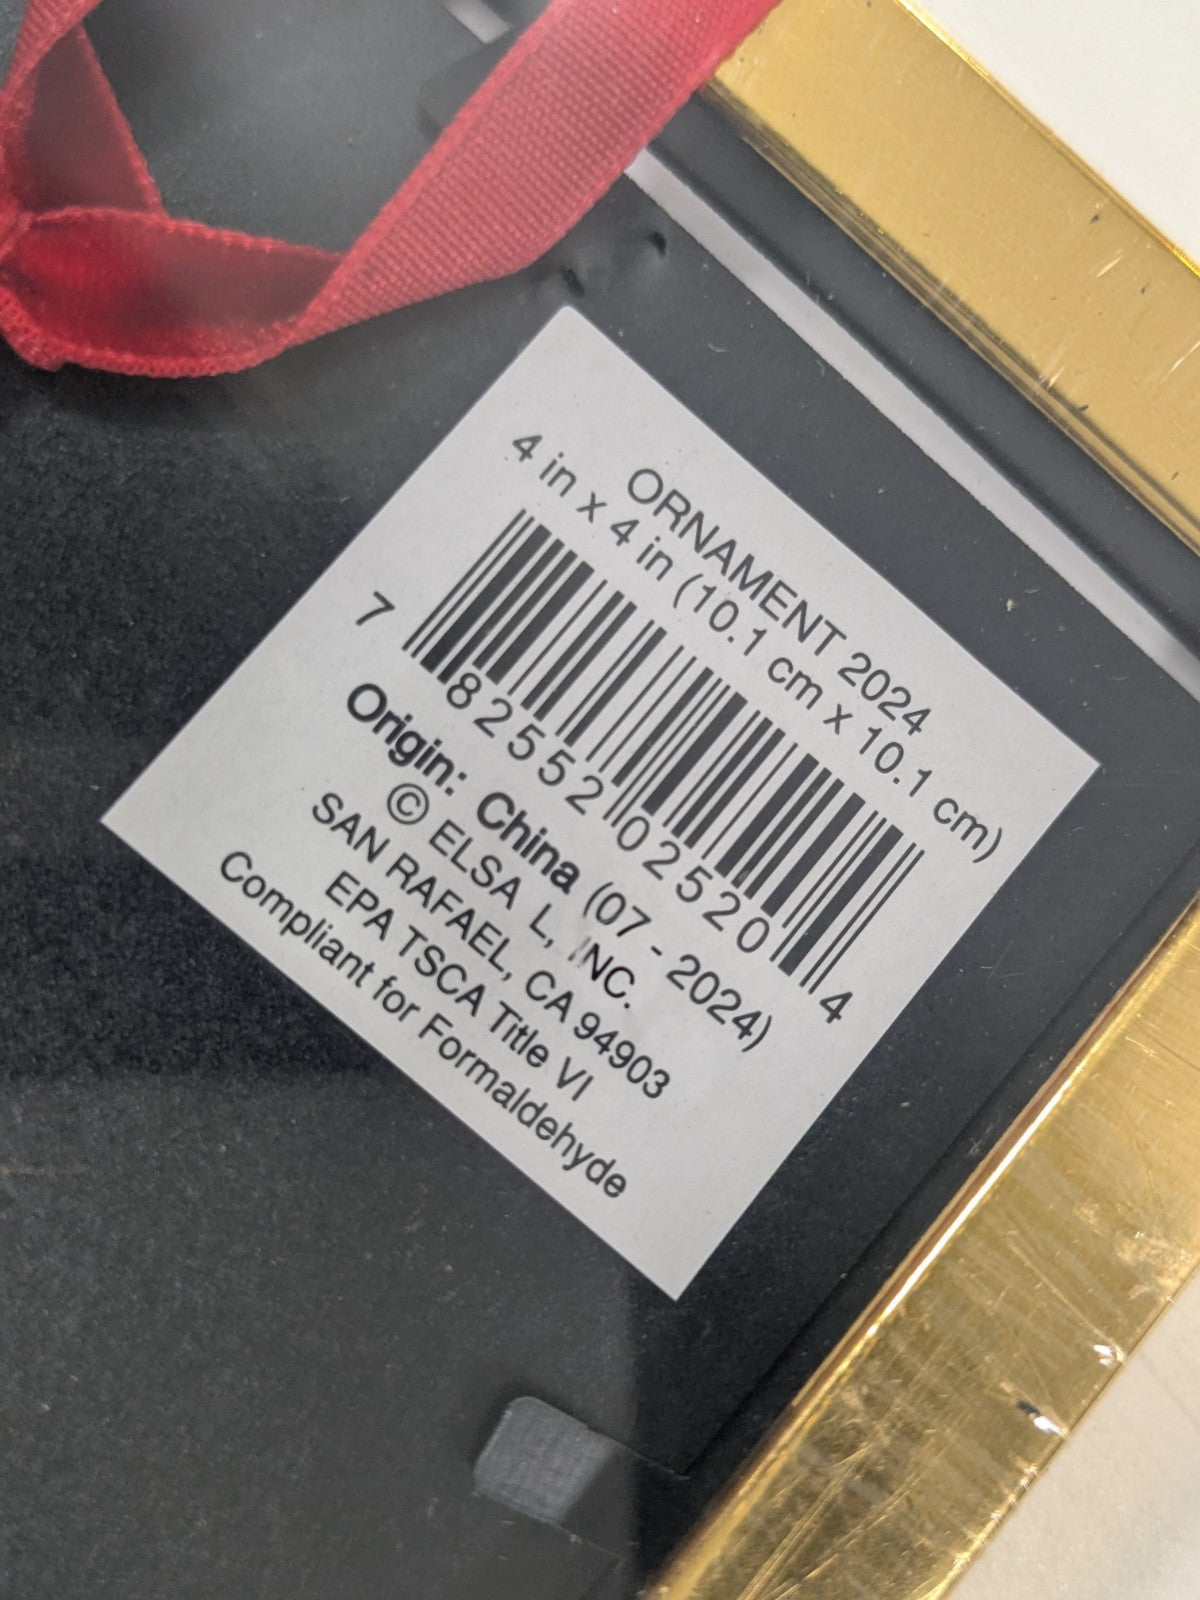 ORNAMENT 2024
4 in x 4 in (10.1 cm x 10.1 cm)
7 82552 02520 4
Origin: China (07 - 2024)
© ELSA L, INC.
SAN RAFAEL, CA 94903
EPA TSCA Title VI
Compliant for Formaldehyde